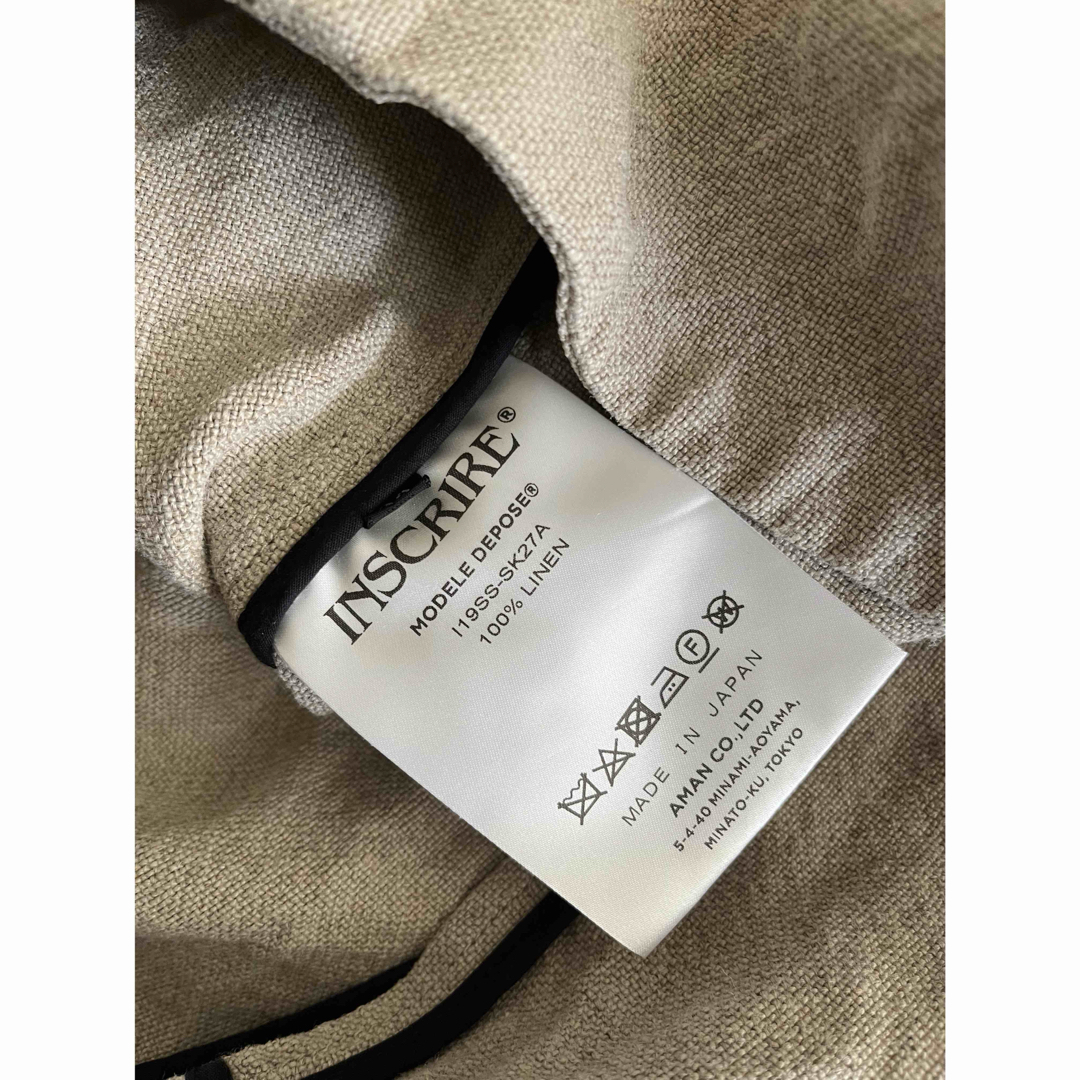 INSCRIRE®
MODELE DEPOSE®
I19SS-SK27A
100% LINEN
MADE IN JAPAN
AMAN CO.,LTD
5-4-40 MINAMI-AOYAMA,
MINATO-KU, TOKYO